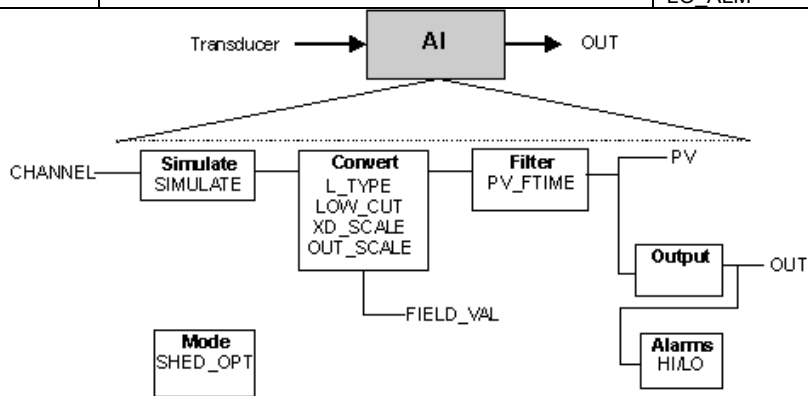 Transducer
AI
OUT
CHANNEL
Simulate
SIMULATE
Convert
L_TYPE
LOW_CUT
XD_SCALE
OUT_SCALE
Filter
PV_FTIME
PV
Output
OUT
FIELD_VAL
Mode
SHED_OPT
Alarms
HI/LO